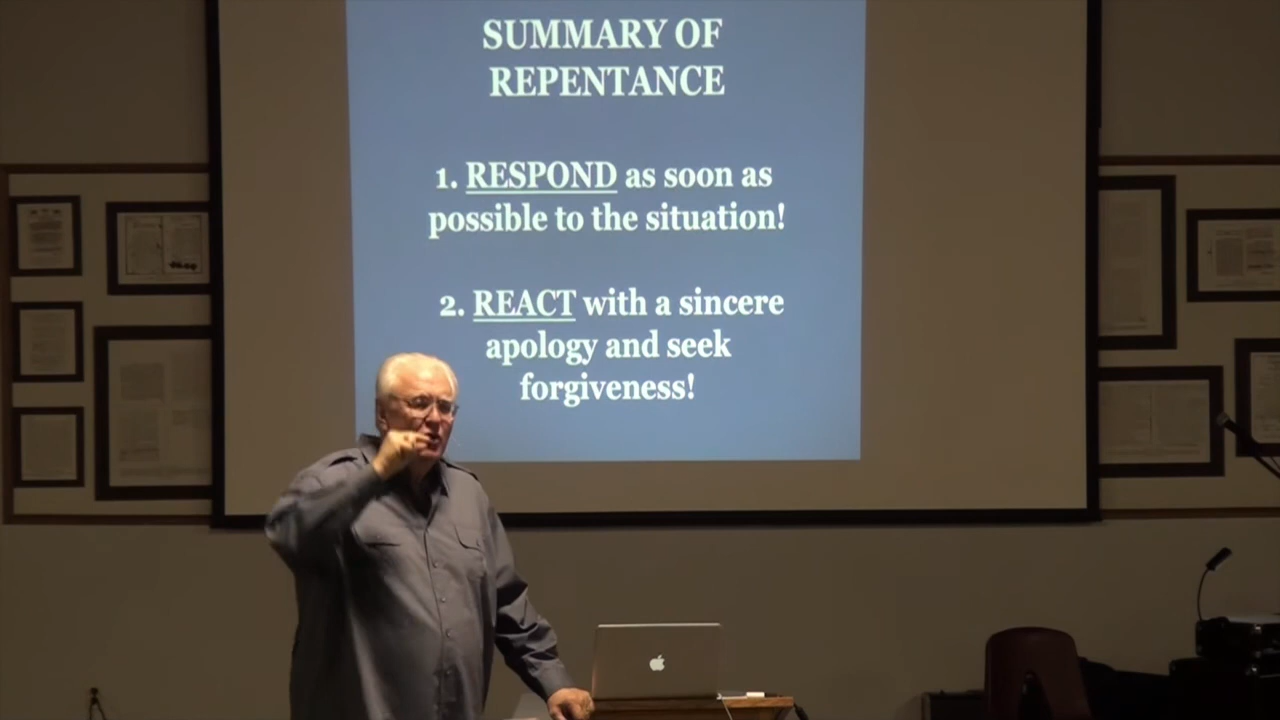 SUMMARY OF
REPENTANCE
1. RESPOND as soon as
possible to the situation!
2. REACT with a sincere
apology and seek
forgiveness!